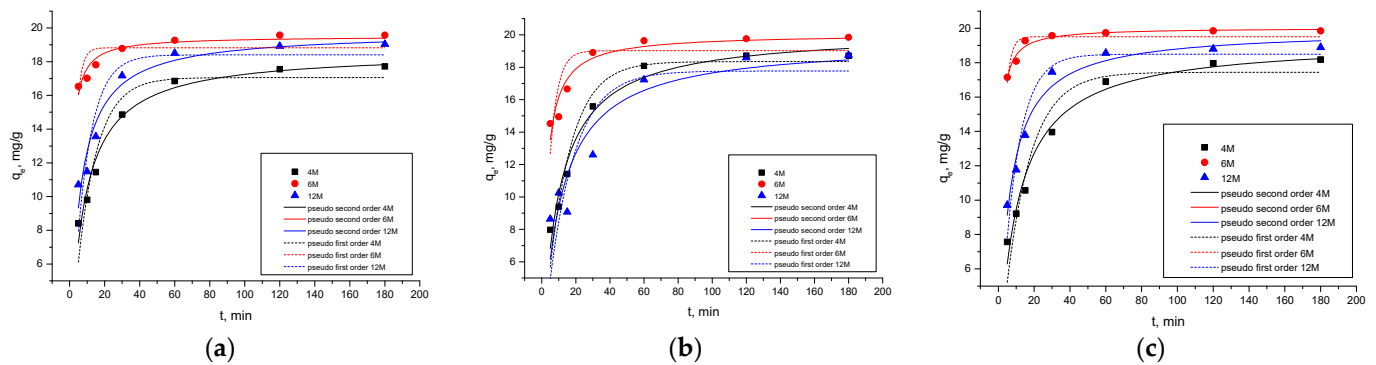 20
18
16
14
12
10
8
6
q_e, mg/g
4M
6M
12M
pseudo second order 4M
pseudo second order 6M
pseudo second order 12M
pseudo first order 4M
pseudo first order 6M
pseudo first order 12M
0 20 40 60 80 100 120 140 160 180 200
t, min
(a)
20
18
16
14
12
10
8
6
q_e, mg/g
4M
6M
12M
pseudo second order 4M
pseudo second order 6M
pseudo second order 12M
pseudo first order 4M
pseudo first order 6M
pseudo first order 12M
0 20 40 60 80 100 120 140 160 180 200
t, min
(b)
20
18
16
14
12
10
8
6
q_e, mg/g
4M
6M
12M
pseudo second order 4M
pseudo second order 6M
pseudo second order 12M
pseudo first order 4M
pseudo first order 6M
pseudo first order 12M
0 20 40 60 80 100 120 140 160 180 200
t, min
(c)